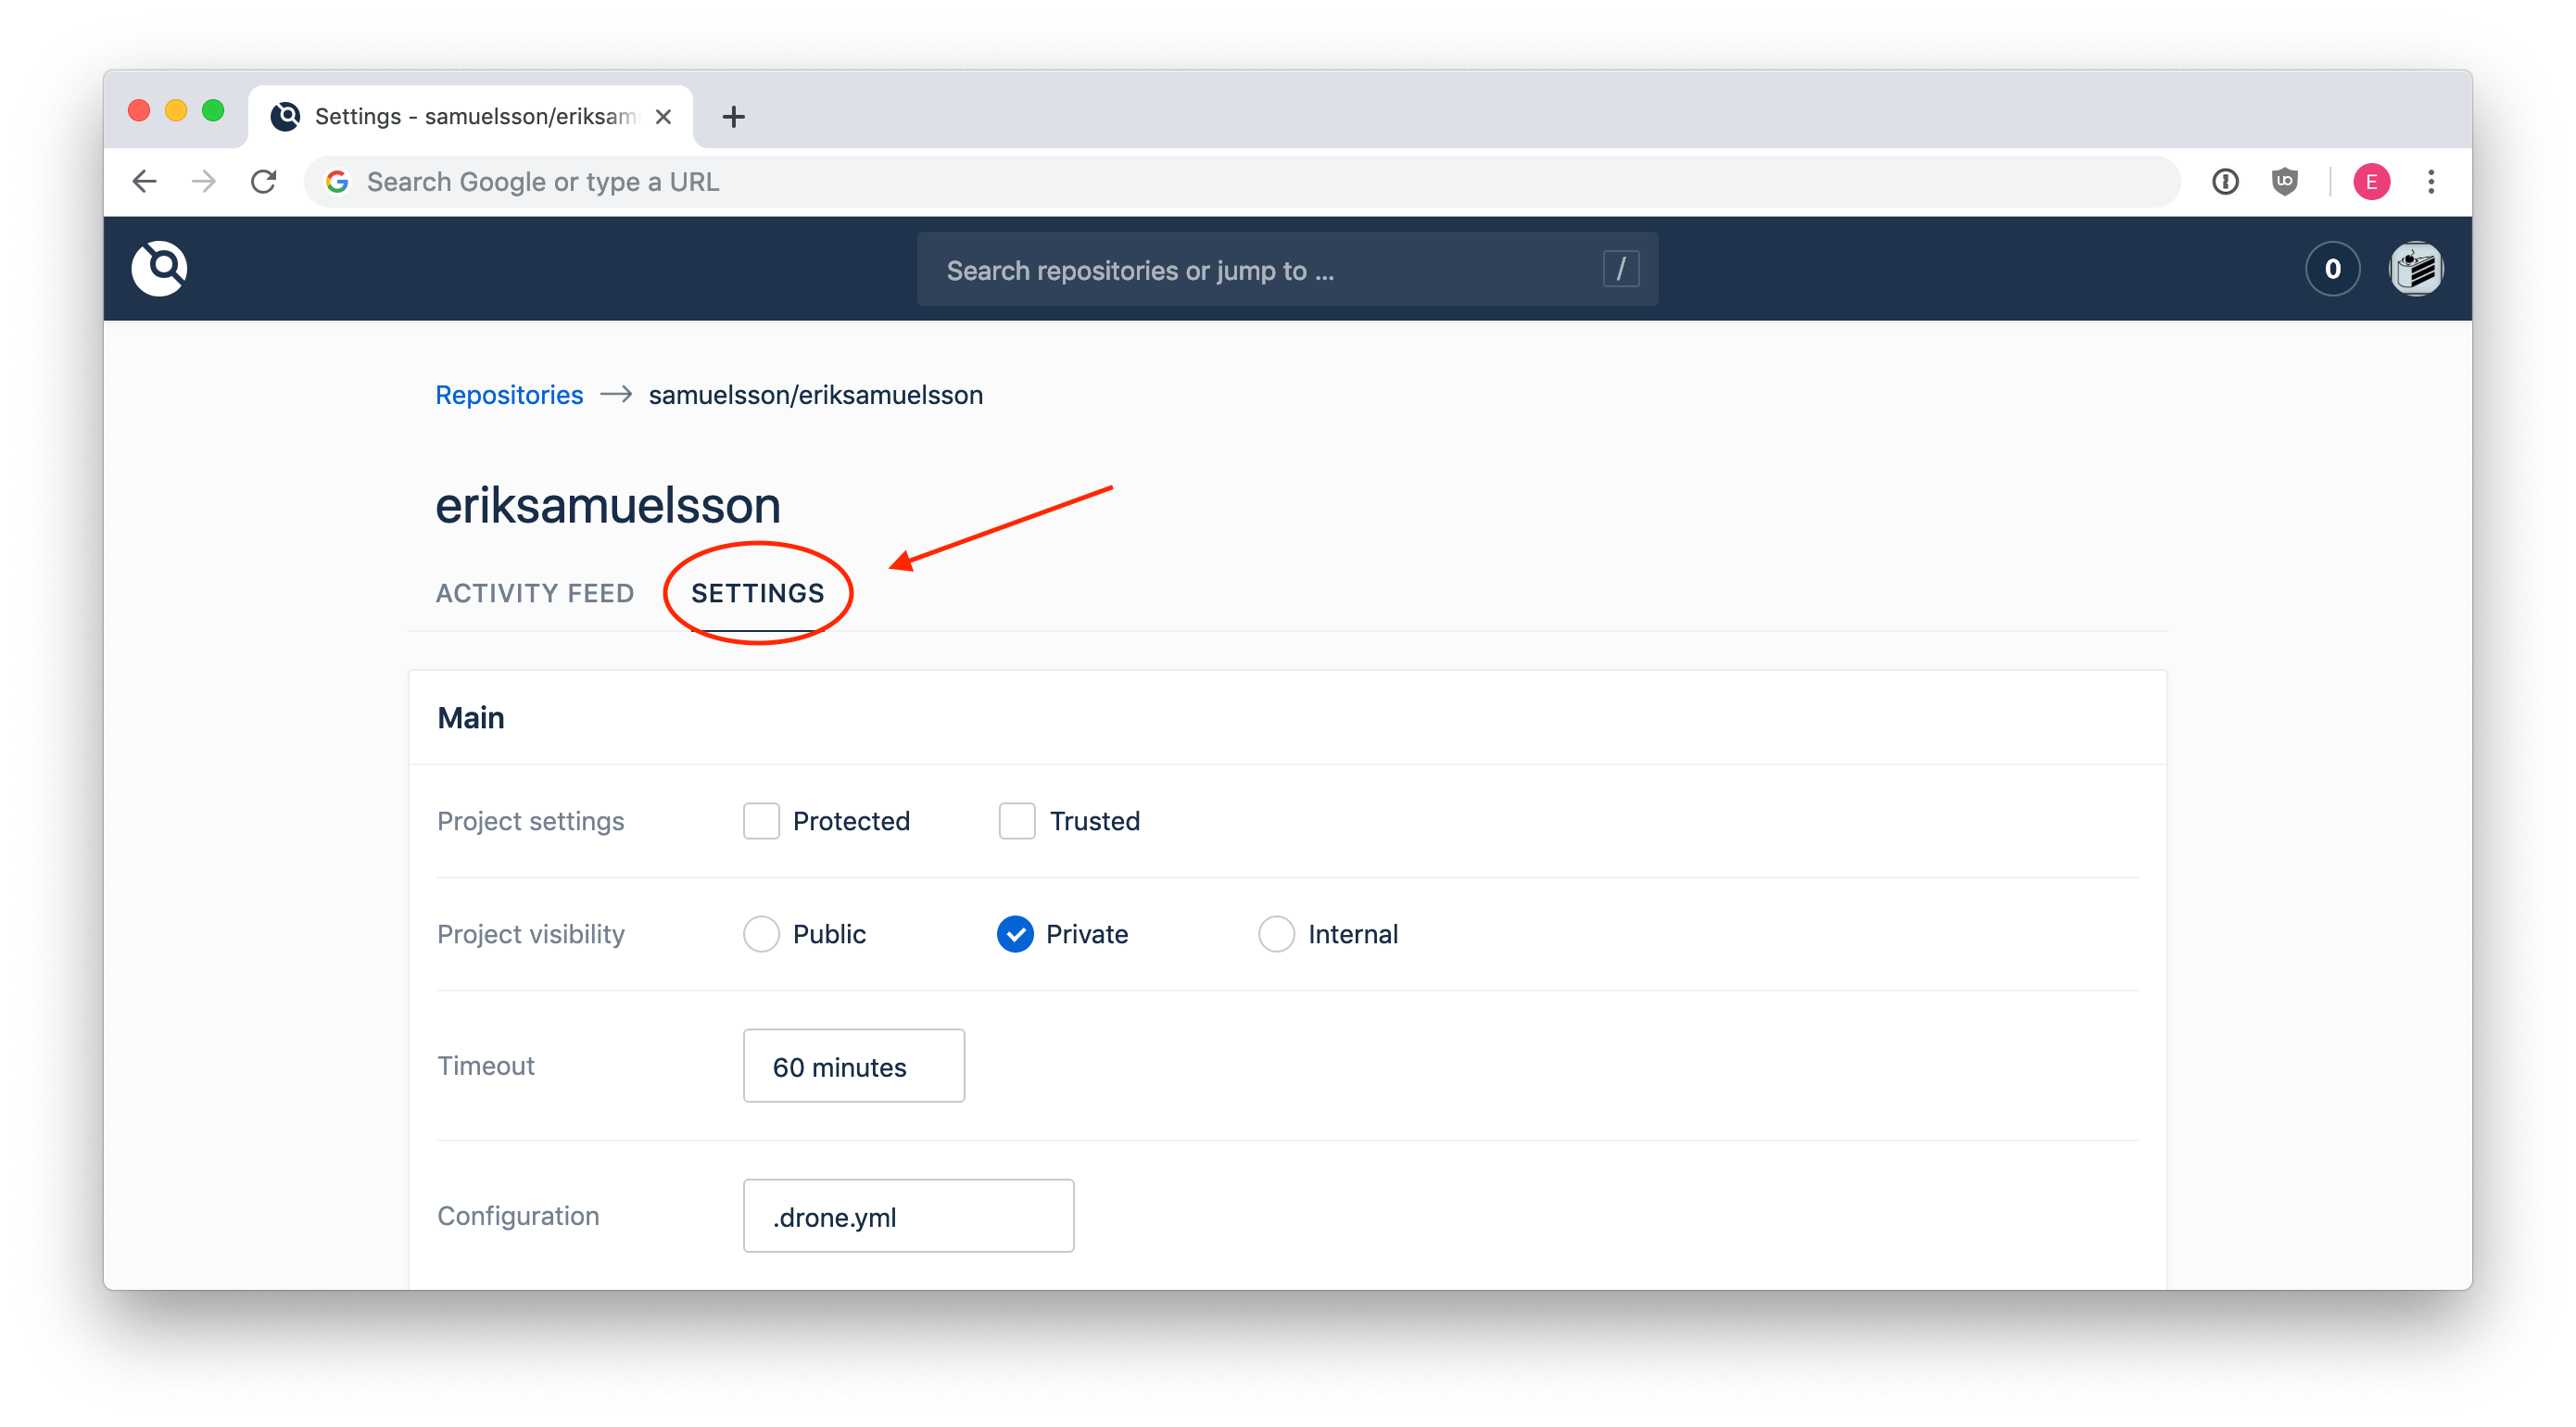 Settings - samuelsson/eriksam
Search Google or type a URL
E
Search repositories or jump to ...
/
0
Repositories → samuelsson/eriksamuelsson
eriksamuelsson
ACTIVITY FEED SETTINGS
Main
Project settings Protected Trusted
Project visibility Public Private Internal
Timeout 60 minutes
Configuration .drone.yml